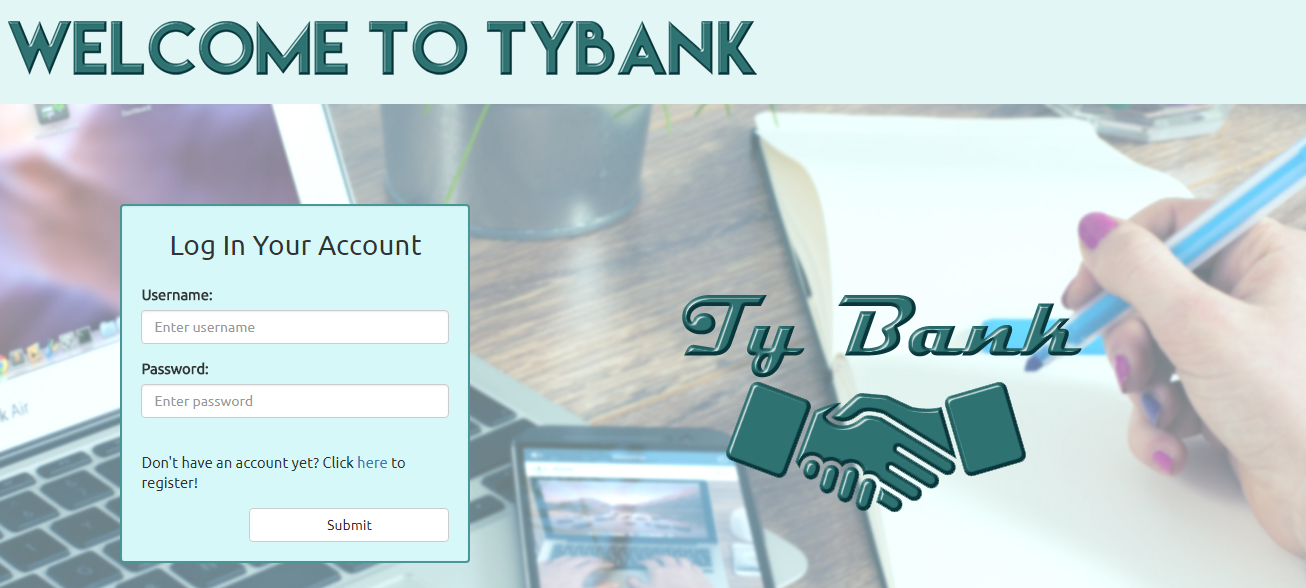 WELCOME TO TYBANK
Log In Your Account
Username:
Enter username
Password:
Enter password
Don't have an account yet? Click here to
register!
Submit
Ty Bank
k Air